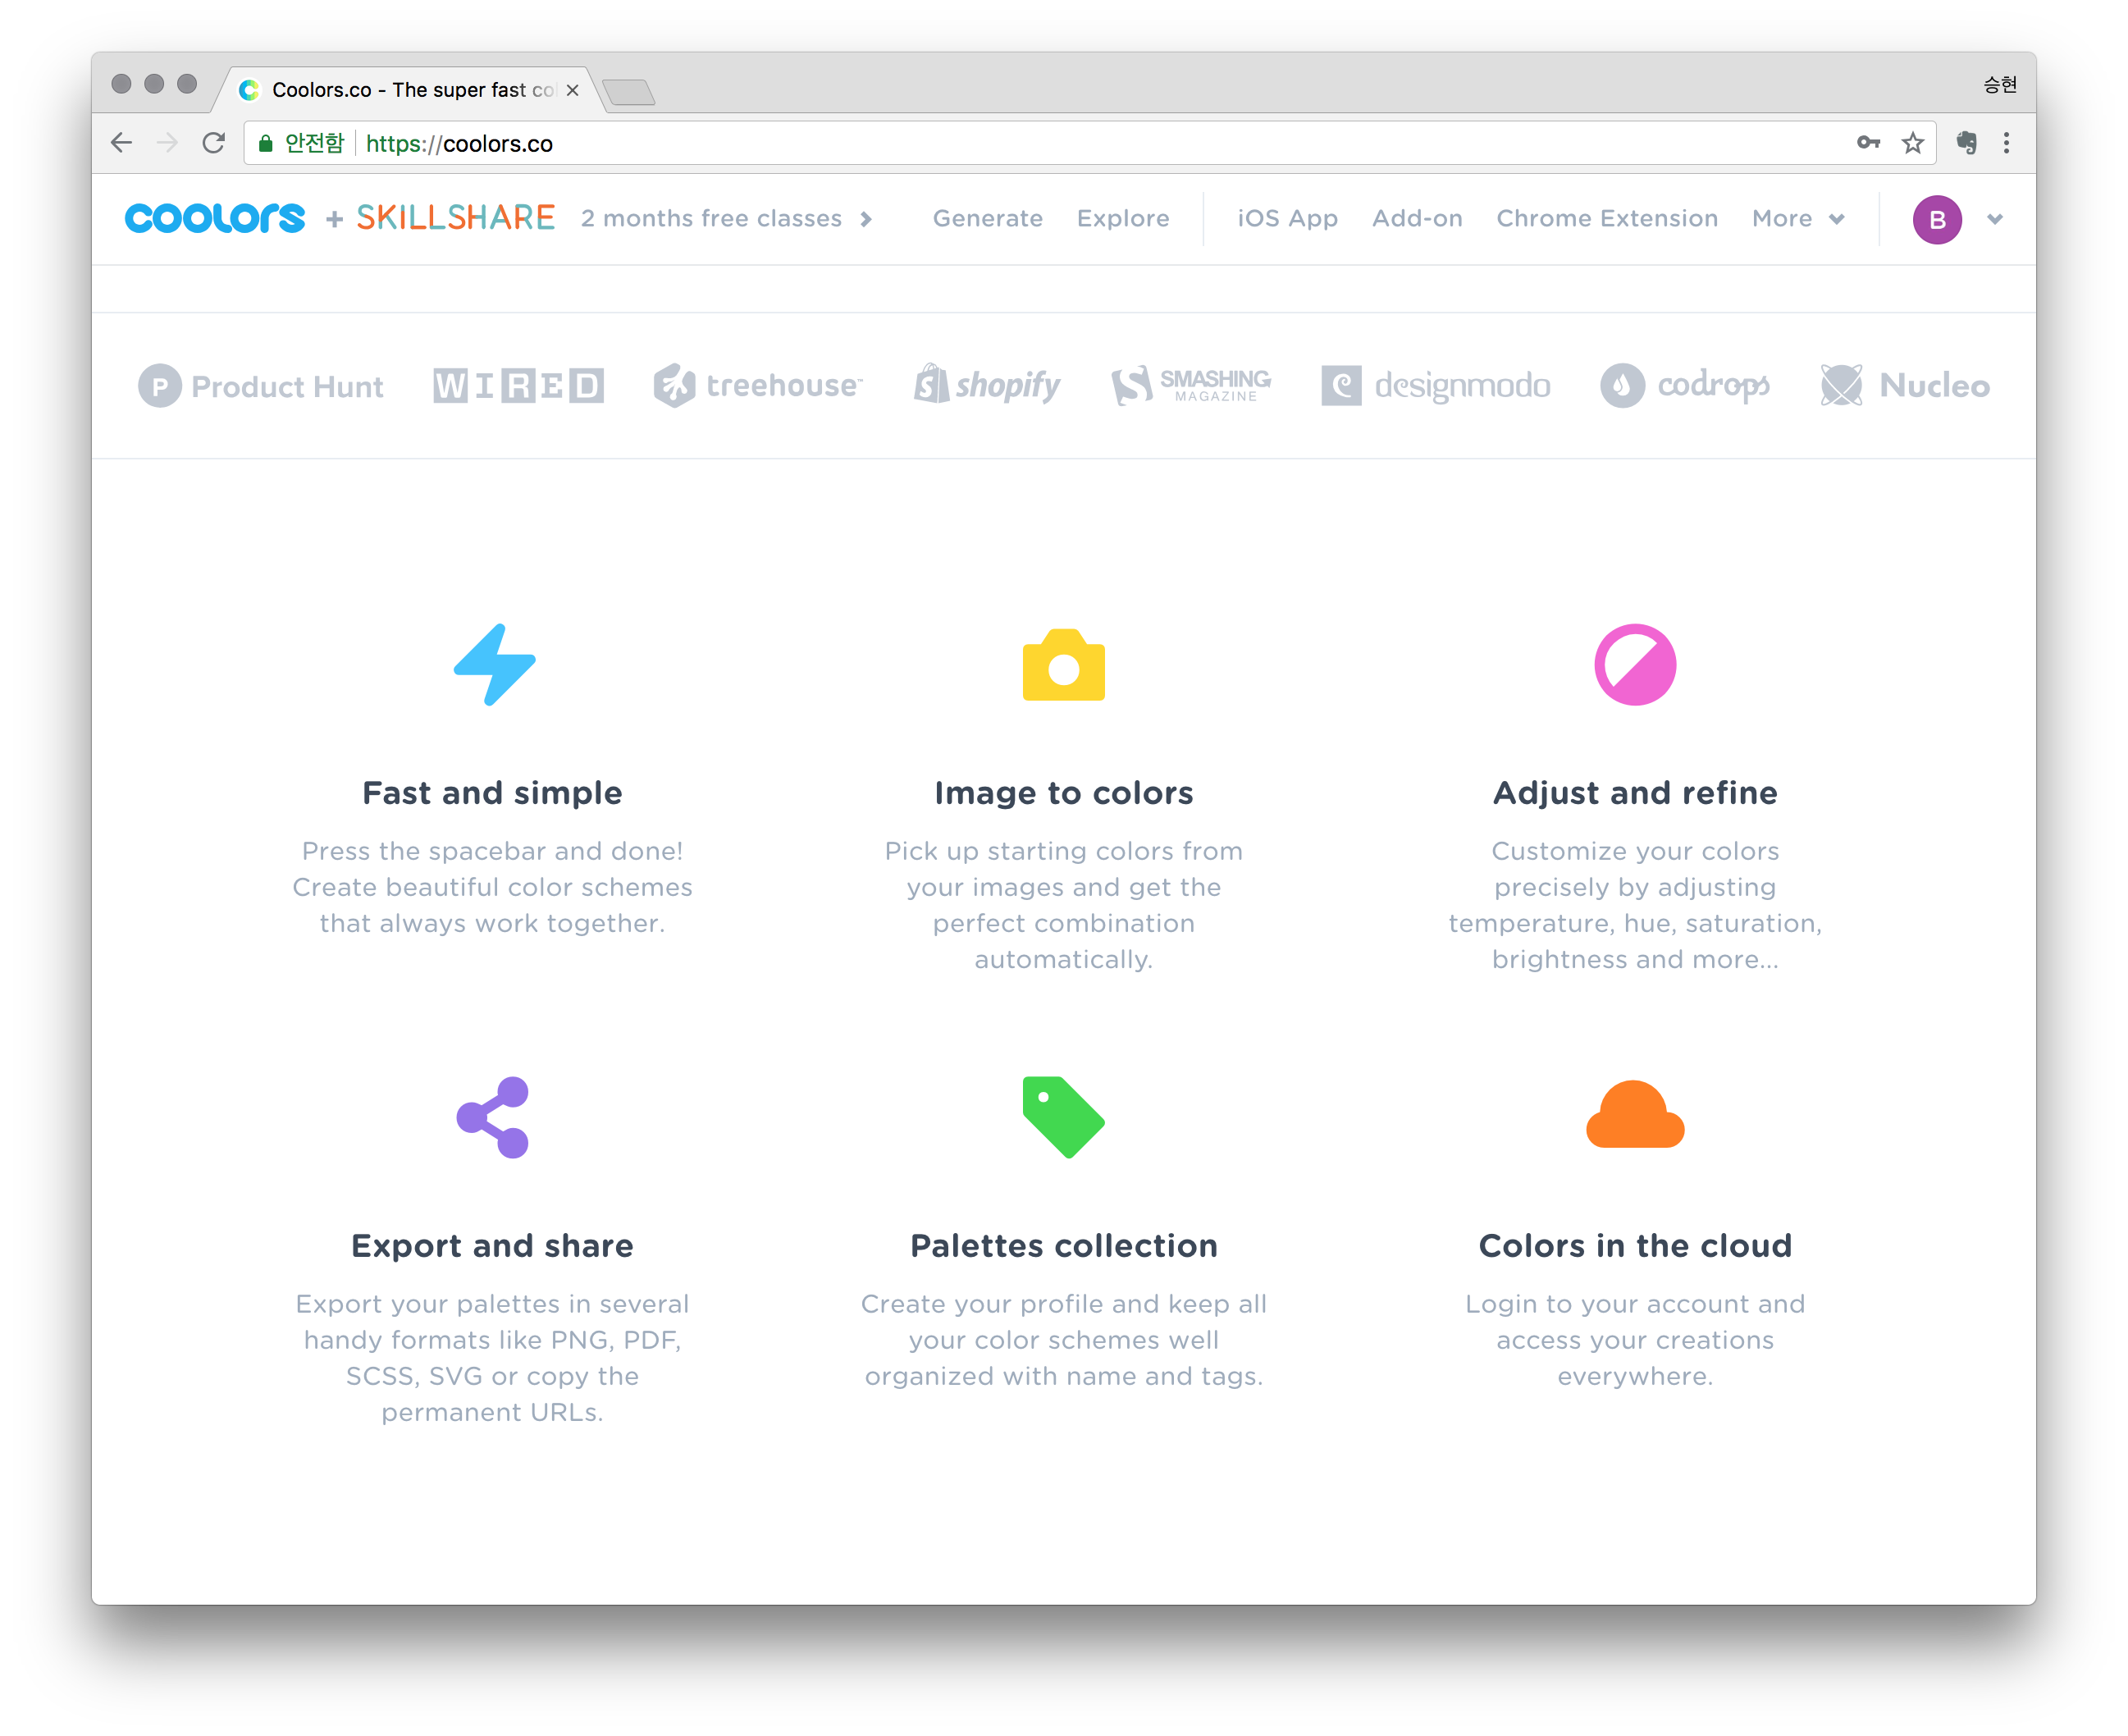 Coolors.co - The super fast co
승현
안전함 https://coolors.co
coolors + SKILLSHARE 2 months free classes Generate Explore iOS App Add-on Chrome Extension More B
P Product Hunt WIRED treehouse™ shopify SMASHING MAGAZINE designmodo codrops Nucleo
Fast and simple
Press the spacebar and done!
Create beautiful color schemes
that always work together.
Image to colors
Pick up starting colors from
your images and get the
perfect combination
automatically.
Adjust and refine
Customize your colors
precisely by adjusting
temperature, hue, saturation,
brightness and more...
Export and share
Export your palettes in several
handy formats like PNG, PDF,
SCSS, SVG or copy the
permanent URLs.
Palettes collection
Create your profile and keep all
your color schemes well
organized with name and tags.
Colors in the cloud
Login to your account and
access your creations
everywhere.